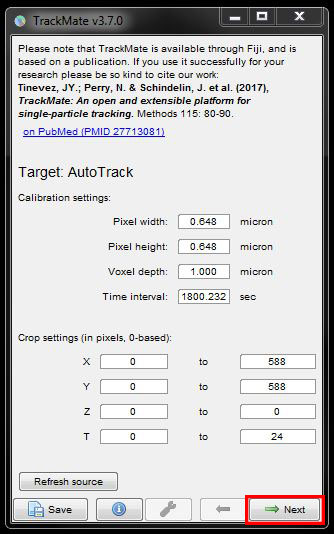 TrackMate v3.7.0
Please note that TrackMate is available through Fiji, and is
based on a publication. If you use it successfully for your
research please be so kind to cite our work:
Tinevez, JY.; Perry, N. & Schindelin, J. et al. (2017),
TrackMate: An open and extensible platform for
single-particle tracking. Methods 115: 80-90.
on PubMed (PMID 27713081)
Target: AutoTrack
Calibration settings:
Pixel width: 0.648 micron
Pixel height: 0.648 micron
Voxel depth: 1.000 micron
Time interval: 1800.232 sec
Crop settings (in pixels, 0-based):
X 0 to 588
Y 0 to 588
Z 0 to 0
T 0 to 24
Refresh source
Save Next